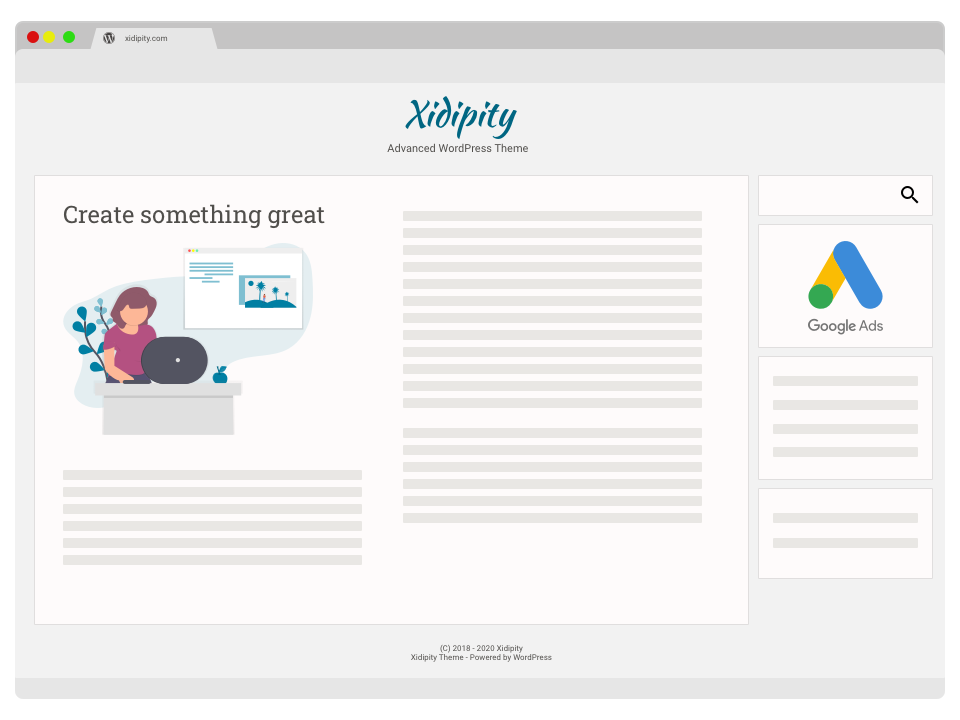 xidipity.com
Xidipity
Advanced WordPress Theme
Create something great
Google Ads
(C) 2018 - 2020 Xidipity
Xidipity Theme - Powered by WordPress